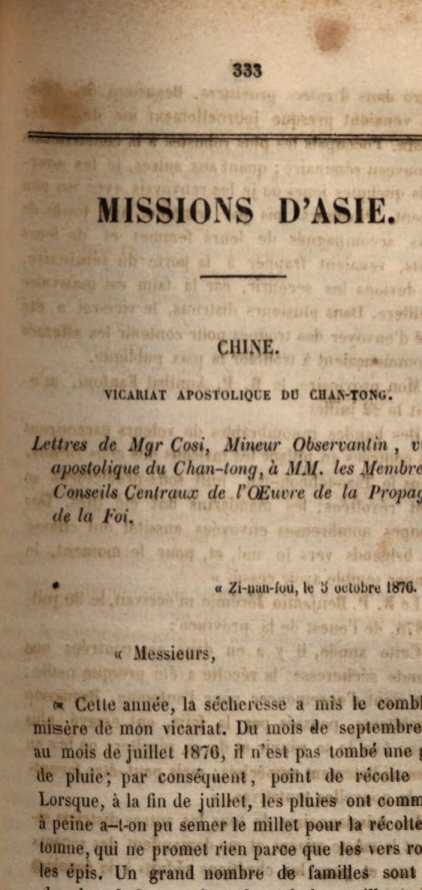 333
MISSIONS D'ASIE.
CHINE.
VICARIAT APOSTOLIQUE DU CHAN-TONG.
Lettres de Mgr Cosi, Mineur Observantin, v
apostolique du Chan-tong, à MM. les Membre
Conseils Centraux de l'Œuvre de la Propag
de la Foi.
« Zi-nan-fou, le 5 octobre 1876.
« Messieurs,
« Cette année, la sécheresse a mis le combl
misère de mon vicariat. Du mois de septembre
au mois de juillet 1876, il n'est pas tombé une g
de pluie; par conséquent, point de récolte
Lorsque, à la fin de juillet, les pluies ont comm
à peine a-t-on pu semer le millet pour la récolte
tomne, qui ne promet rien parce que les vers ro
les épis. Un grand nombre de familles sont